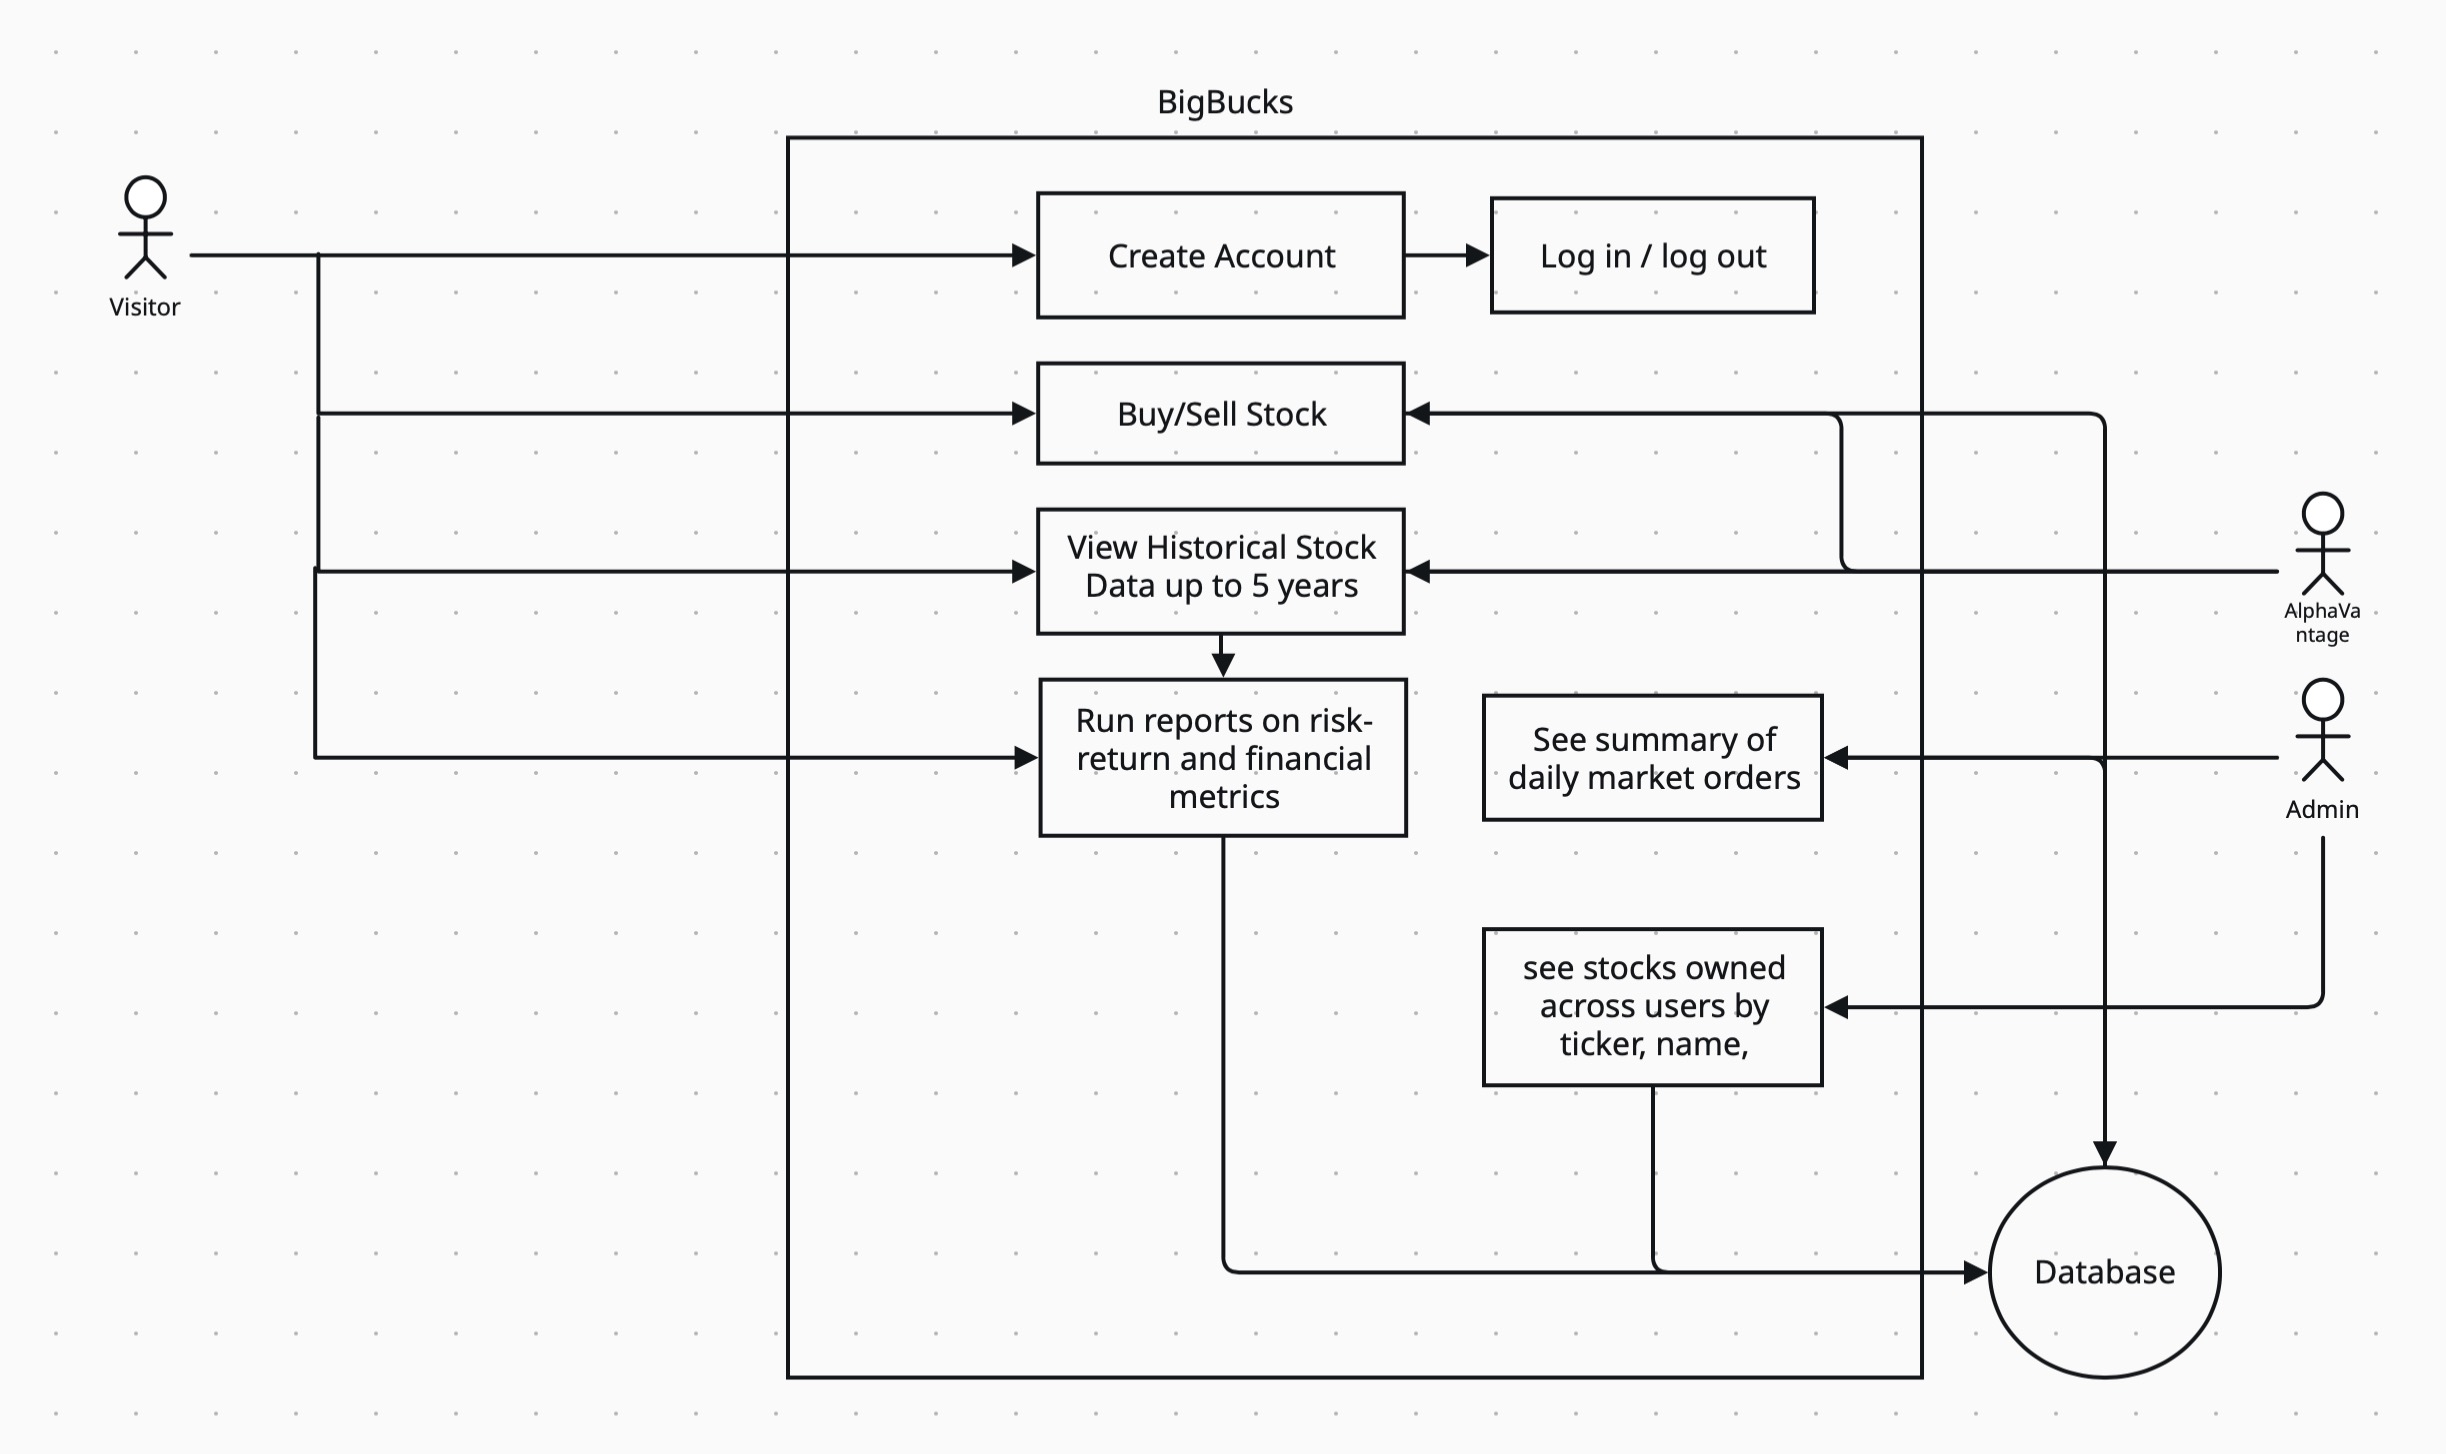 BigBucks
Visitor
Create Account
Log in / log out
Buy/Sell Stock
View Historical Stock
Data up to 5 years
AlphaVa
ntage
Run reports on risk-
return and financial
metrics
See summary of
daily market orders
Admin
see stocks owned
across users by
ticker, name,
Database